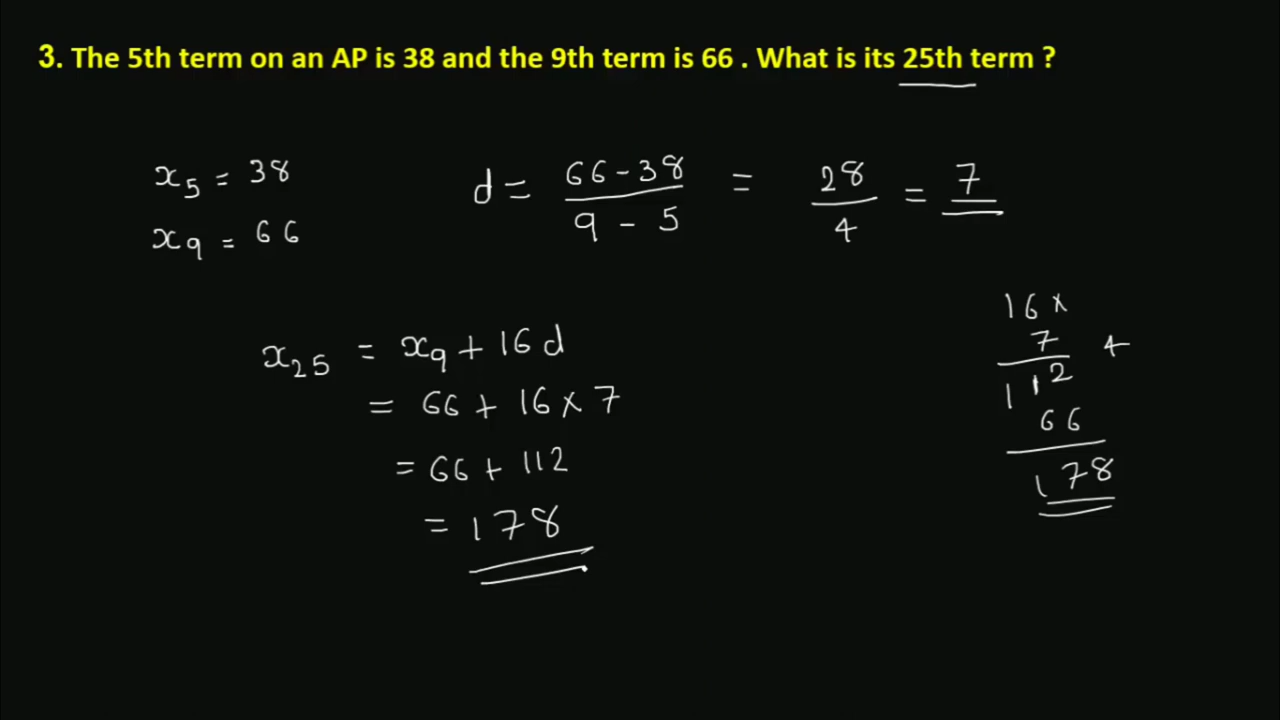 3. The 5th term on an AP is 38 and the 9th term is 66 . What is its 25th term ?
x5 = 38
x9 = 66
d = 66-38 / 9 - 5 = 28 / 4 = 7
x25 = x9 + 16 d
= 66 + 16 × 7
= 66 + 112
= 178
16 ×
7
112 +
66
178